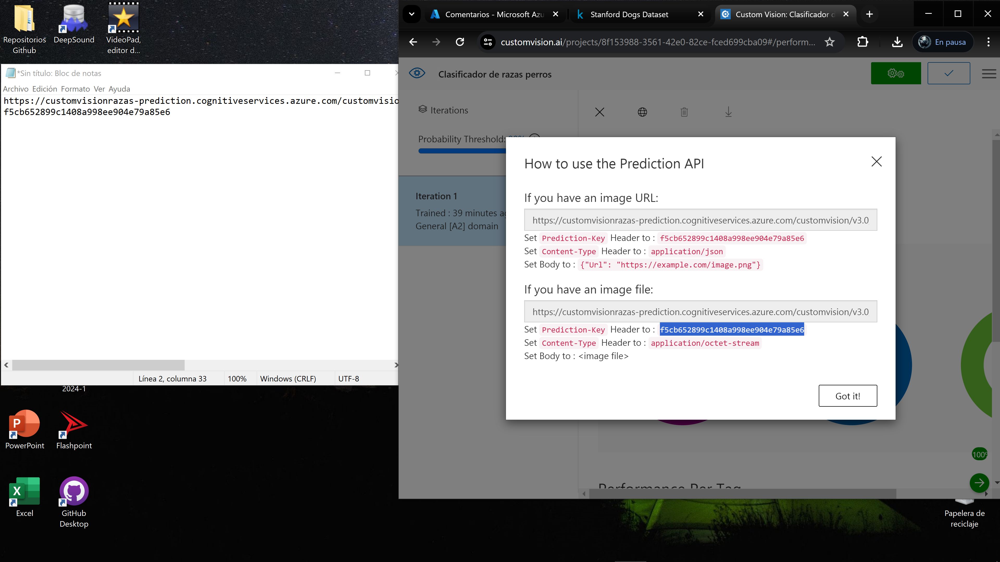 Repositorios
Github
DeepSound
VideoPad,
editor d...
*Sin título: Bloc de notas
Archivo Edición Formato Ver Ayuda
https://customvisionrazas-prediction.cognitiveservices.azure.com/customvisio
f5cb652899c1408a998ee904e79a85e6
Línea 2, columna 33
100%
Windows (CRLF)
UTF-8
2024-1
PowerPoint
Flashpoint
Excel
GitHub
Desktop
Comentarios - Microsoft Azu
Stanford Dogs Dataset
Custom Vision: Clasificador d
customvision.ai/projects/8f153988-3561-42e0-82ce-fced699cba09#/perform...
En pausa
Clasificador de razas perros
Iterations
Probability Threshold:
Iteration 1
Trained : 39 minutes ag
General [A2] domain
How to use the Prediction API
If you have an image URL:
https://customvisionrazas-prediction.cognitiveservices.azure.com/customvision/v3.0
Set Prediction-Key Header to : f5cb652899c1408a998ee904e79a85e6
Set Content-Type Header to : application/json
Set Body to : {"Url": "https://example.com/image.png"}
If you have an image file:
https://customvisionrazas-prediction.cognitiveservices.azure.com/customvision/v3.0
Set Prediction-Key Header to : f5cb652899c1408a998ee904e79a85e6
Set Content-Type Header to : application/octet-stream
Set Body to : <image file>
Got it!
100%
Performance Per Tag
Papelera de
reciclaje